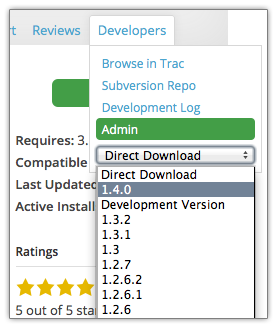 rt Reviews Developers
Browse in Trac
Subversion Repo
Development Log
Admin
Requires: 3.
Compatible
Direct Download
Last Updated
Direct Download
1.4.0
Active Install
Development Version
1.3.2
1.3.1
1.3
Ratings
1.2.7
1.2.6.2
1.2.6.1
5 out of 5 sta
1.2.6